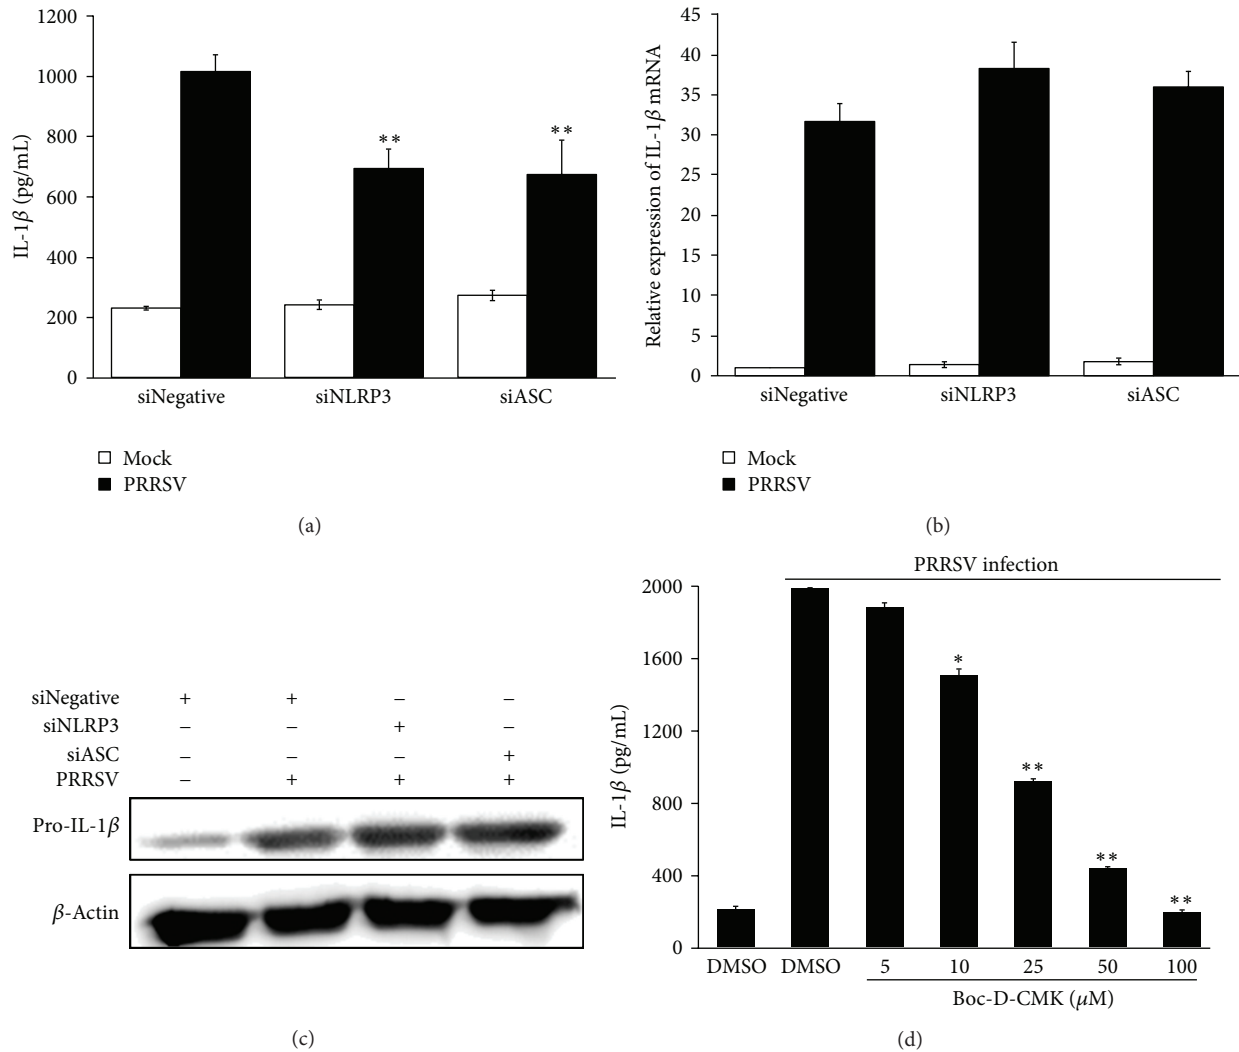 1200
1000
800
600
400
200
0
IL-1β (pg/mL)
**
**
siNegative siNLRP3 siASC
Mock
PRRSV
(a)
45
40
35
30
25
20
15
10
5
0
Relative expression of IL-1β mRNA
siNegative siNLRP3 siASC
Mock
PRRSV
(b)
siNegative + + − −
siNLRP3 − − + −
siASC − − − +
PRRSV − + + +
Pro-IL-1β
β-Actin
(c)
PRRSV infection
2000
1600
1200
800
400
0
IL-1β (pg/mL)
*
**
**
**
DMSO DMSO 5 10 25 50 100
Boc-D-CMK (μM)
(d)